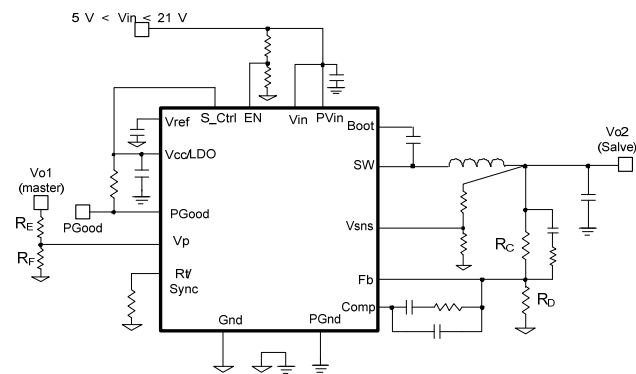 5 V < Vin < 21 V
S_Ctrl EN Vin PVin
Vref
Boot
Vcc/LDO
SW
Vo2
(Salve)
Vo1
(master)
PGood
PGood
RE
Vp
RF
Vsns
RC
Rt/
Sync
Fb
RD
Comp
Gnd
PGnd